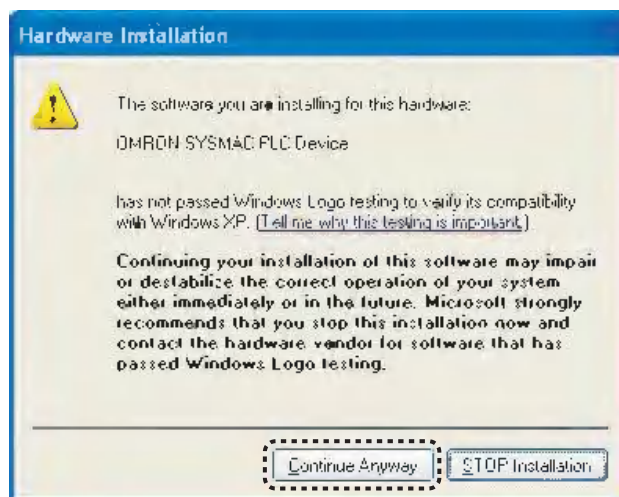 Hardware Installation
The software you are installing for this hardware:
OMRON SYSMAC PLC Device
has not passed Windows Logo testing to verify its compatibility
with Windows XP. (Tell me why this testing is important.)
Continuing your installation of this software may impair
or destabilize the correct operation of your system
either immediately or in the future. Microsoft strongly
recommends that you stop this installation now and
contact the hardware vendor for software that has
passed Windows Logo testing.
Continue Anyway
STOP Installation